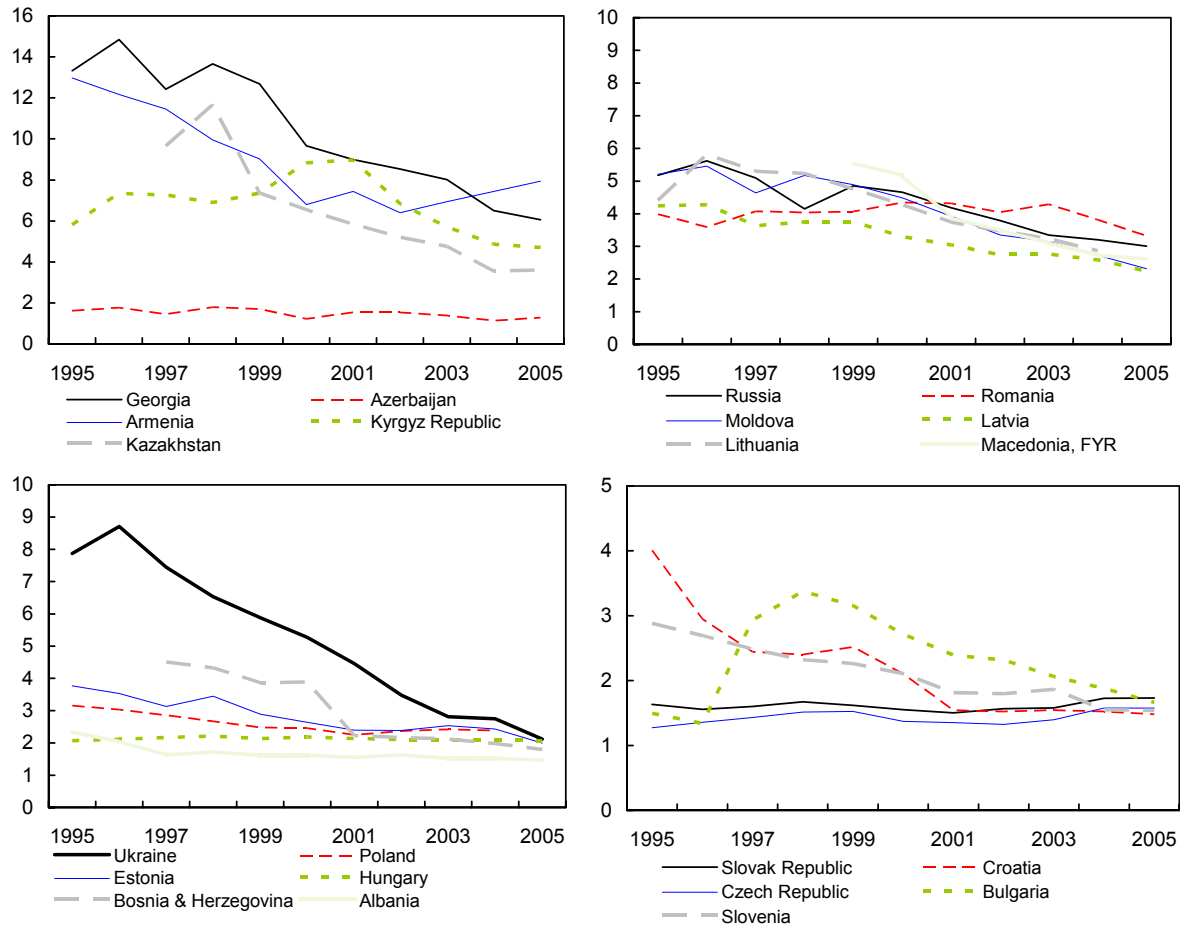 16
14
12
10
8
6
4
2
0
1995 1997 1999 2001 2003 2005
Georgia Azerbaijan
Armenia Kyrgyz Republic
Kazakhstan
10
9
8
7
6
5
4
3
2
1
0
1995 1997 1999 2001 2003 2005
Russia Romania
Moldova Latvia
Lithuania Macedonia, FYR
10
9
8
7
6
5
4
3
2
1
0
1995 1997 1999 2001 2003 2005
Ukraine Poland
Estonia Hungary
Bosnia & Herzegovina Albania
5
4
3
2
1
0
1995 1997 1999 2001 2003 2005
Slovak Republic Croatia
Czech Republic Bulgaria
Slovenia